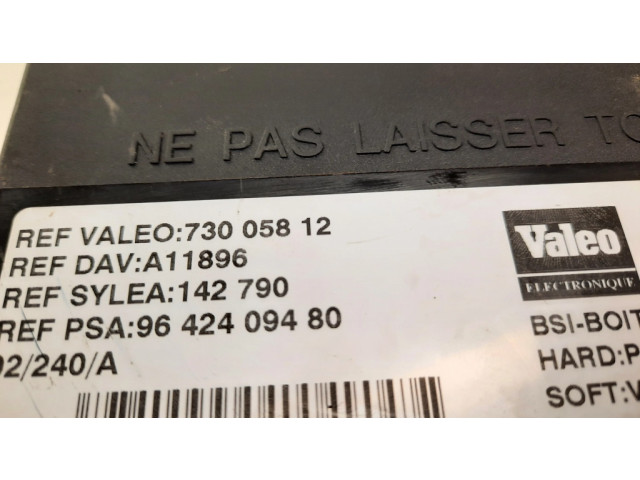 NE PAS LAISSER TO
REF VALEO:730 058 12
REF DAV:A11896
REF SYLEA:142 790
REF PSA:96 424 094 80
02/240/A
Valeo
ELECTRONIQUE
BSI-BOIT
HARD:P
SOFT:V